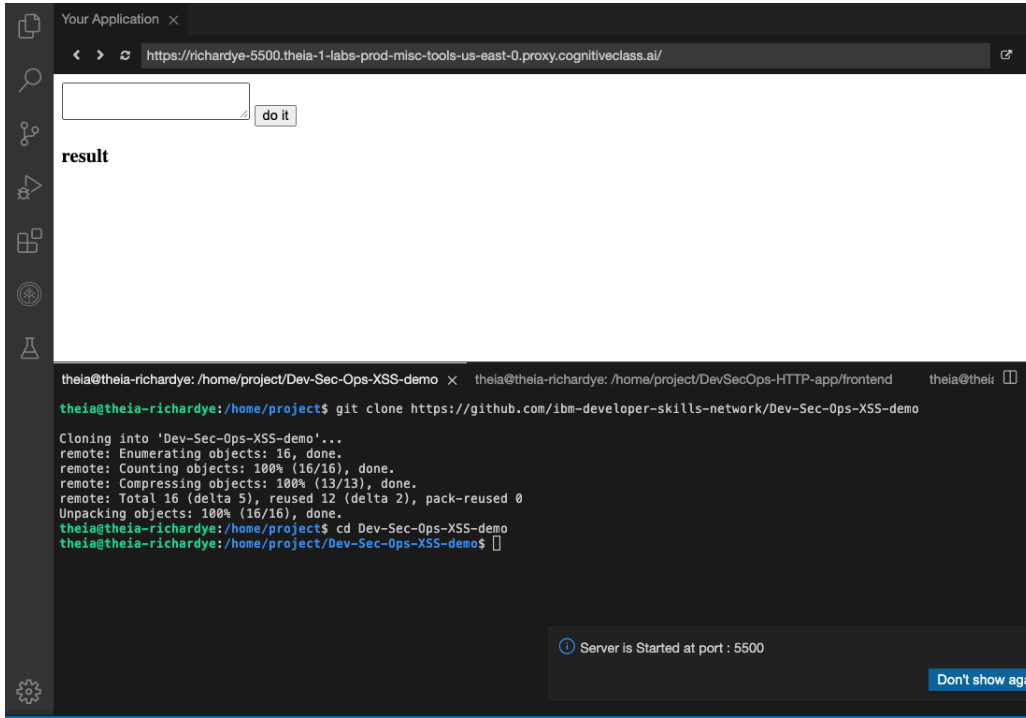 Your Application
https://richardye-5500.theia-1-labs-prod-misc-tools-us-east-0.proxy.cognitiveclass.ai/
do it
result
theia@theia-richardye: /home/project/Dev-Sec-Ops-XSS-demo theia@theia-richardye: /home/project/DevSecOps-HTTP-app/frontend theia@theia
theia@theia-richardye:/home/project$ git clone https://github.com/ibm-developer-skills-network/Dev-Sec-Ops-XSS-demo
Cloning into 'Dev-Sec-Ops-XSS-demo'...
remote: Enumerating objects: 16, done.
remote: Counting objects: 100% (16/16), done.
remote: Compressing objects: 100% (13/13), done.
remote: Total 16 (delta 5), reused 12 (delta 2), pack-reused 0
Unpacking objects: 100% (16/16), done.
theia@theia-richardye:/home/project$ cd Dev-Sec-Ops-XSS-demo
theia@theia-richardye:/home/project/Dev-Sec-Ops-XSS-demo$
Server is Started at port : 5500
Don't show aga